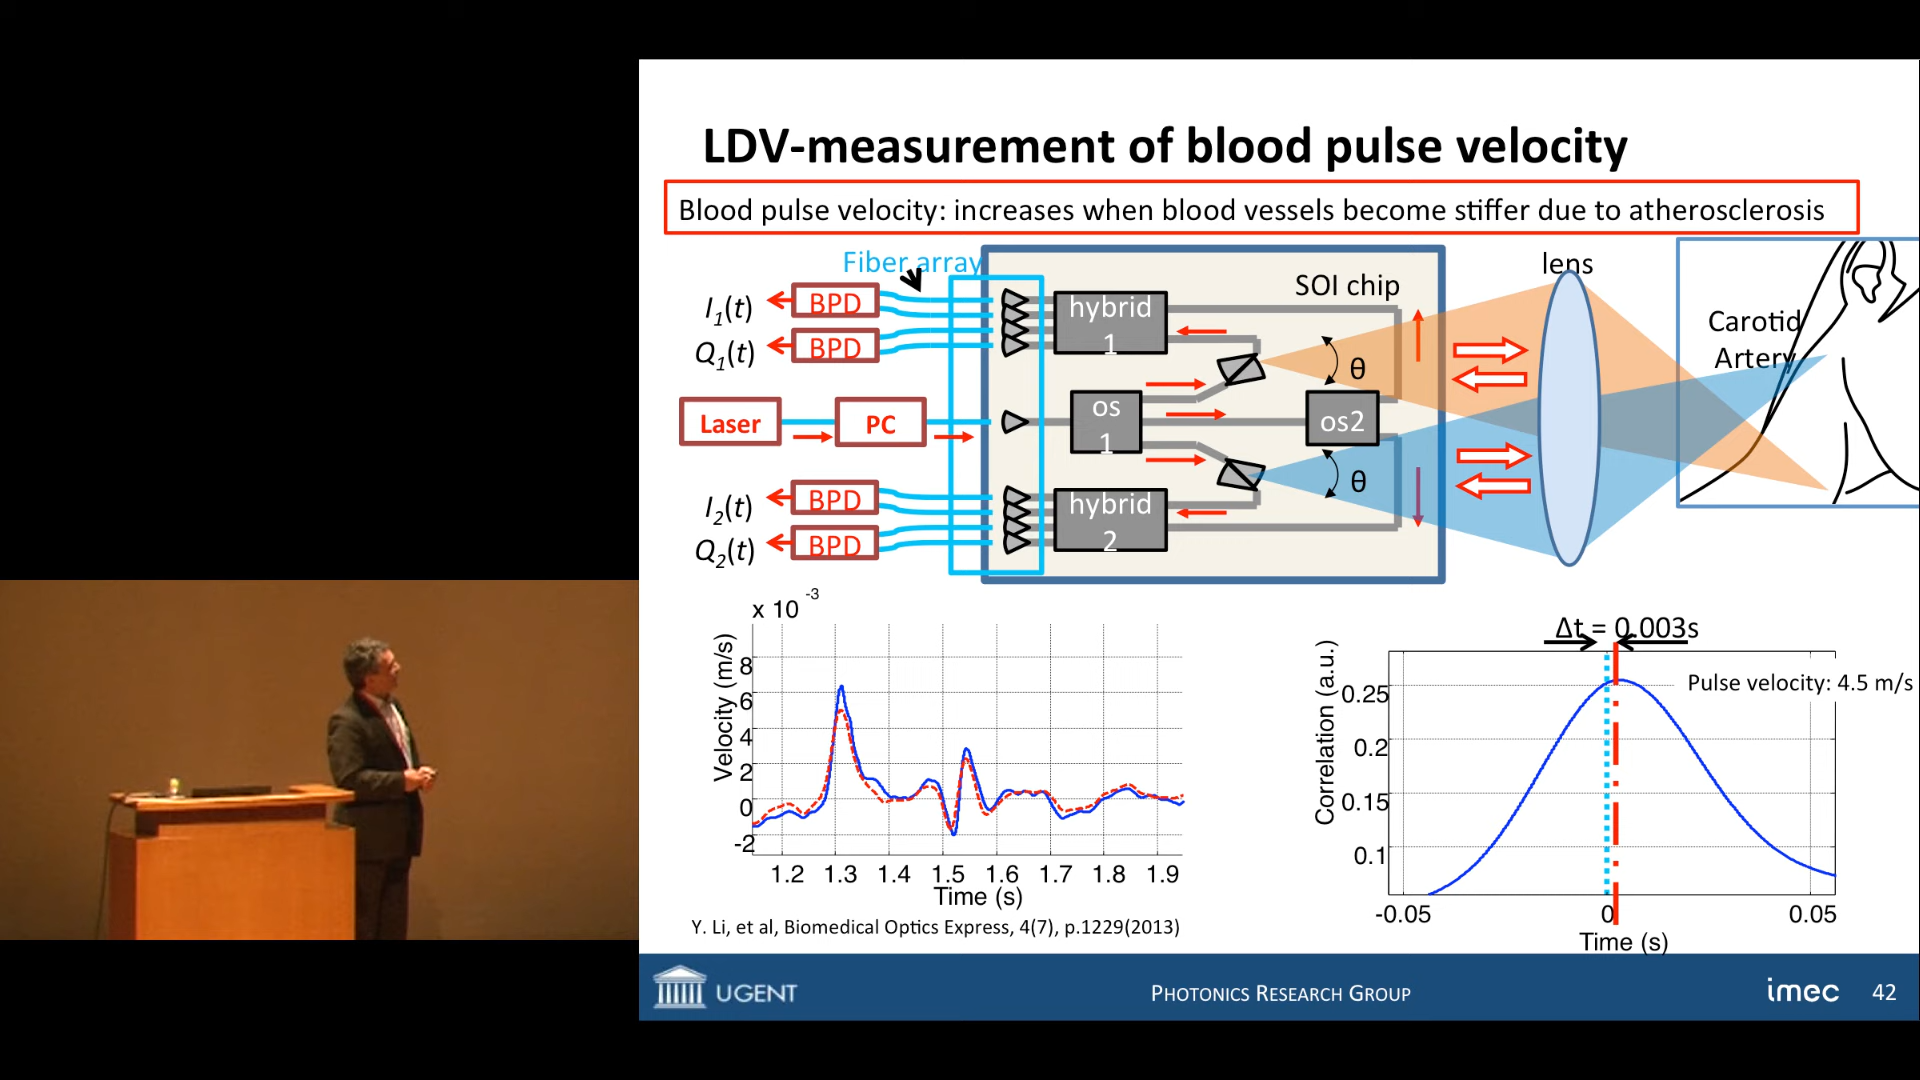 LDV-measurement of blood pulse velocity
Blood pulse velocity: increases when blood vessels become stiffer due to atherosclerosis
Fiber array
SOI chip
lens
I1(t)
BPD
Q1(t)
BPD
hybrid
1
θ
Carotid
Artery
Laser
PC
os
1
os2
I2(t)
BPD
Q2(t)
BPD
hybrid
2
θ
x 10 -3
Velocity (m/s)
8
6
4
2
0
-2
1.2 1.3 1.4 1.5 1.6 1.7 1.8 1.9
Time (s)
Δt = 0.003s
Pulse velocity: 4.5 m/s
Correlation (a.u.)
0.25
0.2
0.15
0.1
-0.05 0 0.05
Time (s)
Y. Li, et al, Biomedical Optics Express, 4(7), p.1229(2013)
UGENT
PHOTONICS RESEARCH GROUP
imec
42